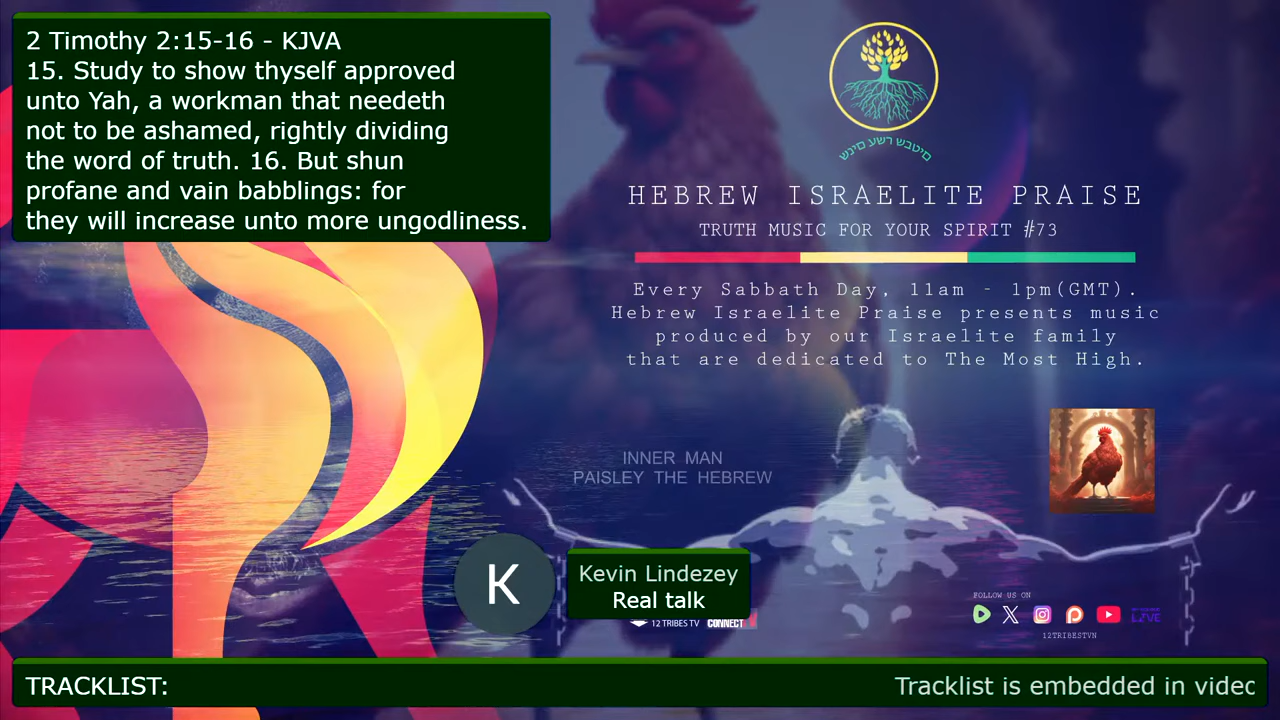 2 Timothy 2:15-16 - KJVA
15. Study to show thyself approved
unto Yah, a workman that needeth
not to be ashamed, rightly dividing
the word of truth. 16. But shun
profane and vain babblings: for
they will increase unto more ungodliness.
שנים עשר שבטים
HEBREW ISRAELITE PRAISE
TRUTH MUSIC FOR YOUR SPIRIT #73
Every Sabbath Day, 11am - 1pm(GMT).
Hebrew Israelite Praise presents music
produced by our Israelite family
that are dedicated to The Most High.
INNER MAN
PAISLEY THE HEBREW
K
Kevin Lindezey
Real talk
12 TRIBES TV CONNECT
FOLLOW US ON
LIVE
12TRIBESTVN
TRACKLIST:
Tracklist is embedded in videc